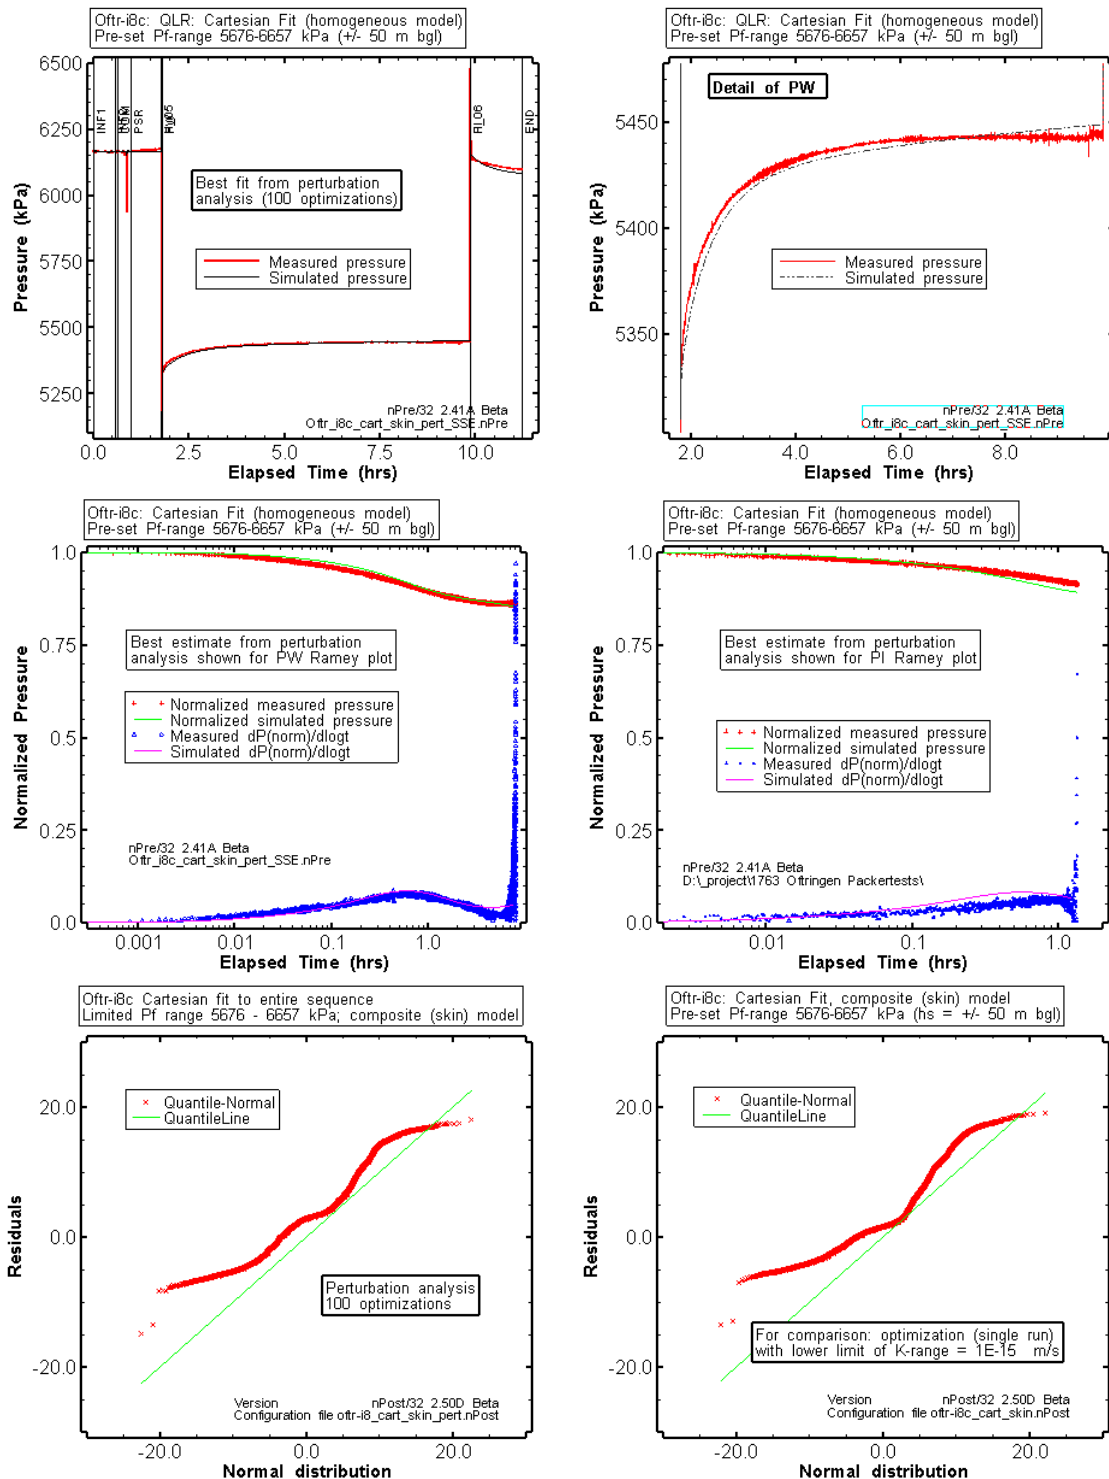 Oftr-i8c: QLR: Cartesian Fit (homogeneous model)
Pre-set Pf-range 5676-6657 kPa (+/- 50 m bgl)
6500
6250
6000
5750
5500
5250
Pressure (kPa)
INF1
PSR
RI_06
END
Best fit from perturbation
analysis (100 optimizations)
Measured pressure
Simulated pressure
nPre/32 2.41A Beta
Oftr_i8c_cart_skin_pert_SSE.nPre
0.0
2.5
5.0
7.5
10.0
Elapsed Time (hrs)
Oftr-i8c: QLR: Cartesian Fit (homogeneous model)
Pre-set Pf-range 5676-6657 kPa (+/- 50 m bgl)
Detail of PW
5450
5400
5350
Pressure (kPa)
Measured pressure
Simulated pressure
nPre/32 2.41A Beta
Oftr_i8c_cart_skin_pert_SSE.nPre
2.0
4.0
6.0
8.0
Elapsed Time (hrs)
Oftr-i8c: Cartesian Fit (homogeneous model)
Pre-set Pf-range 5676-6657 kPa (+/- 50 m bgl)
1.0
0.75
0.5
0.25
0.0
Normalized Pressure
Best estimate from perturbation
analysis shown for PW Ramey plot
Normalized measured pressure
Normalized simulated pressure
Measured dP(norm)/dlogt
Simulated dP(norm)/dlogt
nPre/32 2.41A Beta
Oftr_i8c_cart_skin_pert_SSE.nPre
0.001
0.01
0.1
1.0
Elapsed Time (hrs)
Oftr-i8c: Cartesian Fit (homogeneous model)
Pre-set Pf-range 5676-6657 kPa (+/- 50 m bgl)
1.0
0.75
0.5
0.25
0.0
Normalized Pressure
Best estimate from perturbation
analysis shown for PI Ramey plot
Normalized measured pressure
Normalized simulated pressure
Measured dP(norm)/dlogt
Simulated dP(norm)/dlogt
nPre/32 2.41A Beta
D:\_project\1763 Oftringen Packertests\
0.01
0.1
1.0
Elapsed Time (hrs)
Oftr-i8c Cartesian fit to entire sequence
Limited Pf range 5676 - 6657 kPa; composite (skin) model
20.0
0.0
-20.0
Residuals
Quantile-Normal
QuantileLine
Perturbation analysis
100 optimizations
Version nPost/32 2.50D Beta
Configuration file oftr-i8_cart_skin_pert.nPost
-20.0
0.0
20.0
Normal distribution
Oftr-i8c: Cartesian Fit, composite (skin) model
Pre-set Pf-range 5676-6657 kPa (hs = +/- 50 m bgl)
20.0
0.0
-20.0
Residuals
Quantile-Normal
QuantileLine
For comparison: optimization (single run)
with lower limit of K-range = 1E-15 m/s
Version nPost/32 2.50D Beta
Configuration file oftr-i8c_cart_skin.nPost
-20.0
0.0
20.0
Normal distribution